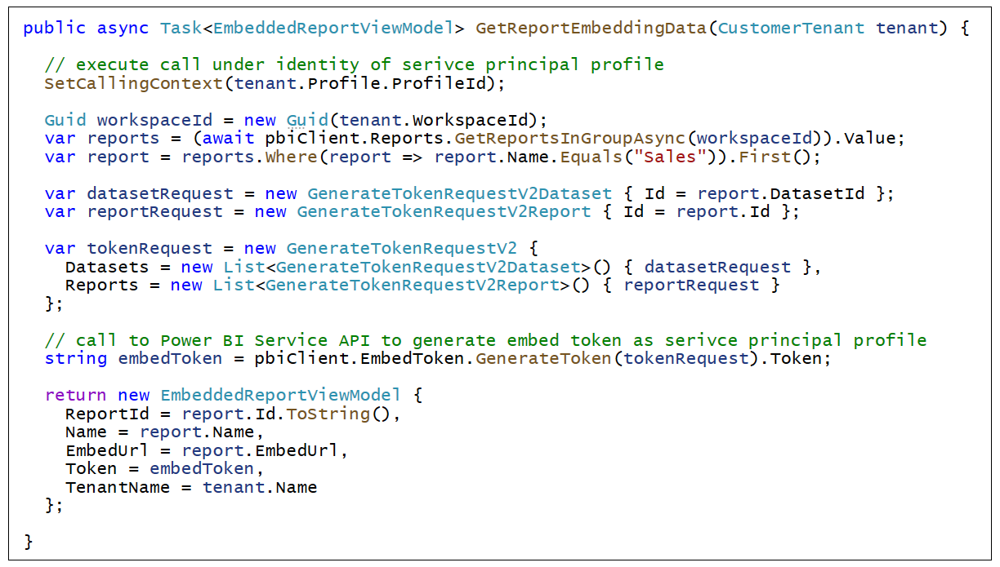 public async Task<EmbeddedReportViewModel> GetReportEmbeddingData(CustomerTenant tenant) {
// execute call under identity of serivce principal profile
SetCallingContext(tenant.Profile.ProfileId);
Guid workspaceId = new Guid(tenant.WorkspaceId);
var reports = (await pbiClient.Reports.GetReportsInGroupAsync(workspaceId)).Value;
var report = reports.Where(report => report.Name.Equals("Sales")).First();
var datasetRequest = new GenerateTokenRequestV2Dataset { Id = report.DatasetId };
var reportRequest = new GenerateTokenRequestV2Report { Id = report.Id };
var tokenRequest = new GenerateTokenRequestV2 {
Datasets = new List<GenerateTokenRequestV2Dataset>() { datasetRequest },
Reports = new List<GenerateTokenRequestV2Report>() { reportRequest }
};
// call to Power BI Service API to generate embed token as serivce principal profile
string embedToken = pbiClient.EmbedToken.GenerateToken(tokenRequest).Token;
return new EmbeddedReportViewModel {
ReportId = report.Id.ToString(),
Name = report.Name,
EmbedUrl = report.EmbedUrl,
Token = embedToken,
TenantName = tenant.Name
};
}